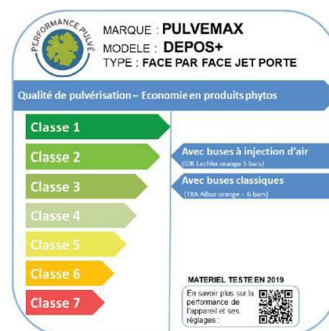 PERFORMANCE PULVÉ
MARQUE : PULVEMAX
MODELE : DEPOS+
TYPE : FACE PAR FACE JET PORTE
Qualité de pulvérisation – Economie en produits phytos
Classe 1
Classe 2
Avec buses à injection d'air
(IDK Lechler orange 5 bars)
Classe 3
Avec buses classiques
(TXA Albuz orange - 6 bars)
Classe 4
Classe 5
Classe 6
Classe 7
MATERIEL TESTE EN 2019
En savoir plus sur la
performance de
l'appareil et ses
réglages :